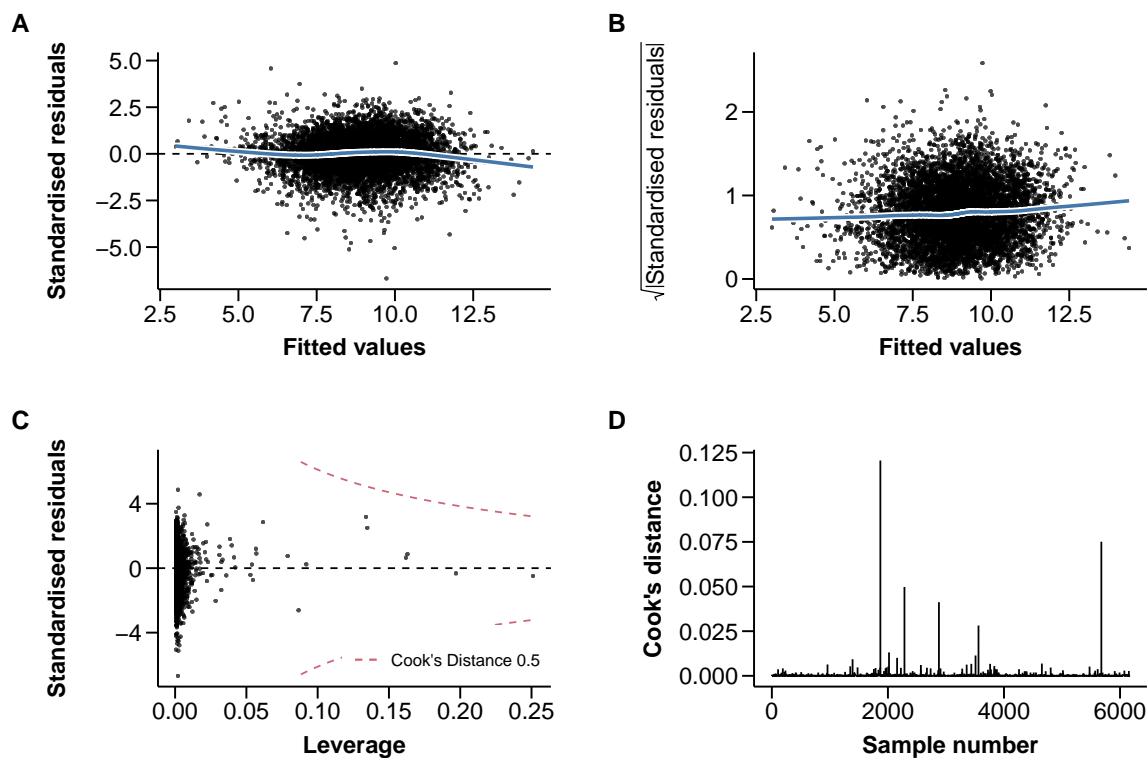 A
Standardised residuals
5.0
2.5
0.0
−2.5
−5.0
2.5 5.0 7.5 10.0 12.5
Fitted values
B
√|Standardised residuals|
2
1
0
2.5 5.0 7.5 10.0 12.5
Fitted values
C
Standardised residuals
4
0
−4
Cook's Distance 0.5
0.00 0.05 0.10 0.15 0.20 0.25
Leverage
D
Cook's distance
0.125
0.100
0.075
0.050
0.025
0.000
0 2000 4000 6000
Sample number